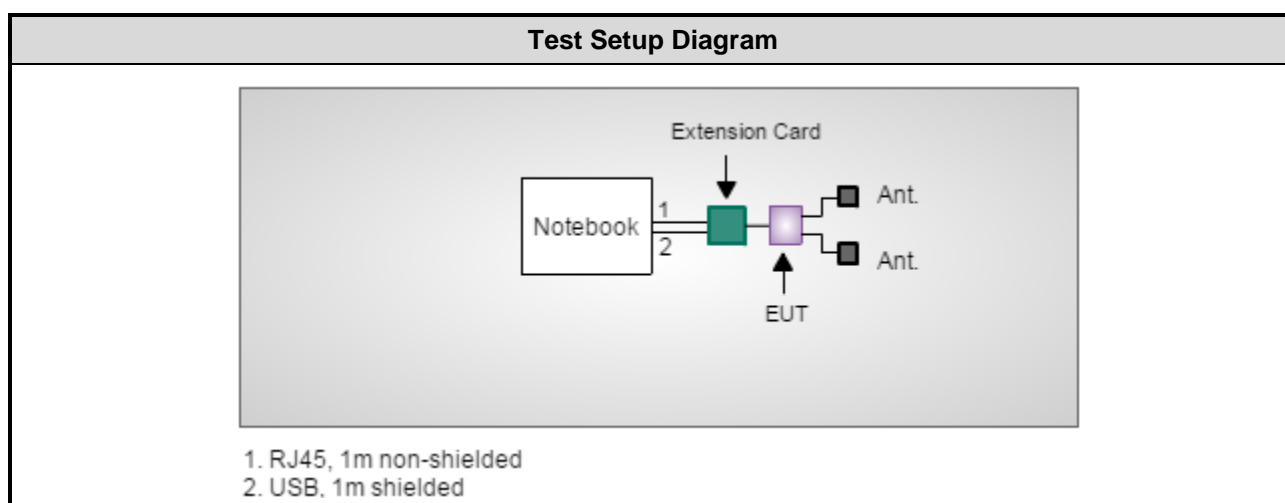 Test Setup Diagram
Extension Card
Notebook
1
2
Ant.
Ant.
EUT
1. RJ45, 1m non-shielded
2. USB, 1m shielded